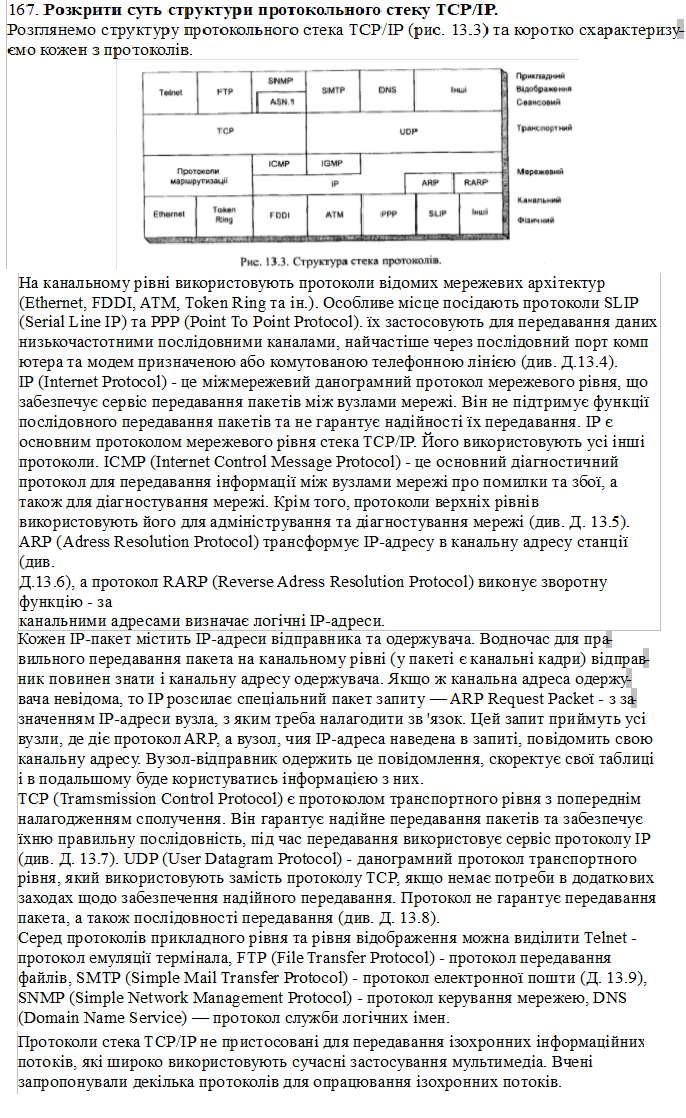 167. Розкрити суть структури протокольного стеку TCP/IP.
Розглянемо структуру протокольного стека TCP/IP (рис. 13.3) та коротко схарактеризу-
ємо кожен з протоколів.
Telnet FTP SNMP ASN.1 SMTP DNS Інші
Прикладний
Відображення
Сеансовий
TCP UDP Транспортний
Протоколи маршрутизації ICMP IGMP IP ARP RARP Мережевий
Ethernet Token Ring FDDI ATM PPP SLIP Інші
Канальний
Фізичний
Рис. 13.3. Структура стека протоколів.
На канальному рівні використовують протоколи відомих мережевих архітектур
(Ethernet, FDDI, ATM, Token Ring та ін.). Особливе місце посідають протоколи SLIP
(Serial Line IP) та PPP (Point To Point Protocol). їх застосовують для передавання даних
низькочастотними послідовними каналами, найчастіше через послідовний порт комп
ютера та модем призначеною або комутованою телефонною лінією (див. Д.13.4).
IP (Internet Protocol) - це міжмережевий данограмний протокол мережевого рівня, що
забезпечує сервіс передавання пакетів між вузлами мережі. Він не підтримує функції
послідовного передавання пакетів та не гарантує надійності їх передавання. IP є
основним протоколом мережевого рівня стека TCP/IP. Його використовують усі інші
протоколи. ICMP (Internet Control Message Protocol) - це основний діагностичний
протокол для передавання інформації між вузлами мережі про помилки та збої, а
також для діагностування мережі. Крім того, протоколи верхніх рівнів
використовують його для адміністрування та діагностування мережі (див. Д. 13.5).
ARP (Adress Resolution Protocol) трансформує IP-адресу в канальну адресу станції
(див.
Д.13.6), а протокол RARP (Reverse Adress Resolution Protocol) виконує зворотну
функцію - за
канальними адресами визначає логічні IP-адреси.
Кожен IP-пакет містить IP-адреси відправника та одержувача. Водночас для пра-
вильного передавання пакета на канальному рівні (у пакеті є канальні кадри) відправ-
ник повинен знати і канальну адресу одержувача. Якщо ж канальна адреса одержу-
вача невідома, то IP розсилає спеціальний пакет запиту — ARP Request Packet - з за-
значенням IP-адреси вузла, з яким треба налагодити зв 'язок. Цей запит приймуть усі
вузли, де діє протокол ARP, а вузол, чия IP-адреса наведена в запиті, повідомить свою
канальну адресу. Вузол-відправник одержить це повідомлення, скоректує свої таблиці
і в подальшому буде користуватись інформацією з них.
TCP (Tramsmission Control Protocol) є протоколом транспортного рівня з попереднім
налагодженням сполучення. Він гарантує надійне передавання пакетів та забезпечує
їхню правильну послідовність, під час передавання використовує сервіс протоколу IP
(див. Д. 13.7). UDP (User Datagram Protocol) - данограмний протокол транспортного
рівня, який використовують замість протоколу TCP, якщо немає потреби в додаткових
заходах щодо забезпечення надійного передавання. Протокол не гарантує передавання
пакета, а також послідовності передавання (див. Д. 13.8).
Серед протоколів прикладного рівня та рівня відображення можна виділити Telnet -
протокол емуляції термінала, FTP (File Transfer Protocol) - протокол передавання
файлів, SMTP (Simple Mail Transfer Protocol) - протокол електронної пошти (Д. 13.9),
SNMP (Simple Network Management Protocol) - протокол керування мережею, DNS
(Domain Name Service) — протокол служби логічних імен.
Протоколи стека TCP/IP не пристосовані для передавання ізохронних інформаційних
потоків, які широко використовують сучасні застосування мультимедіа. Вчені
запропонували декілька протоколів для опрацювання ізохронних потоків.